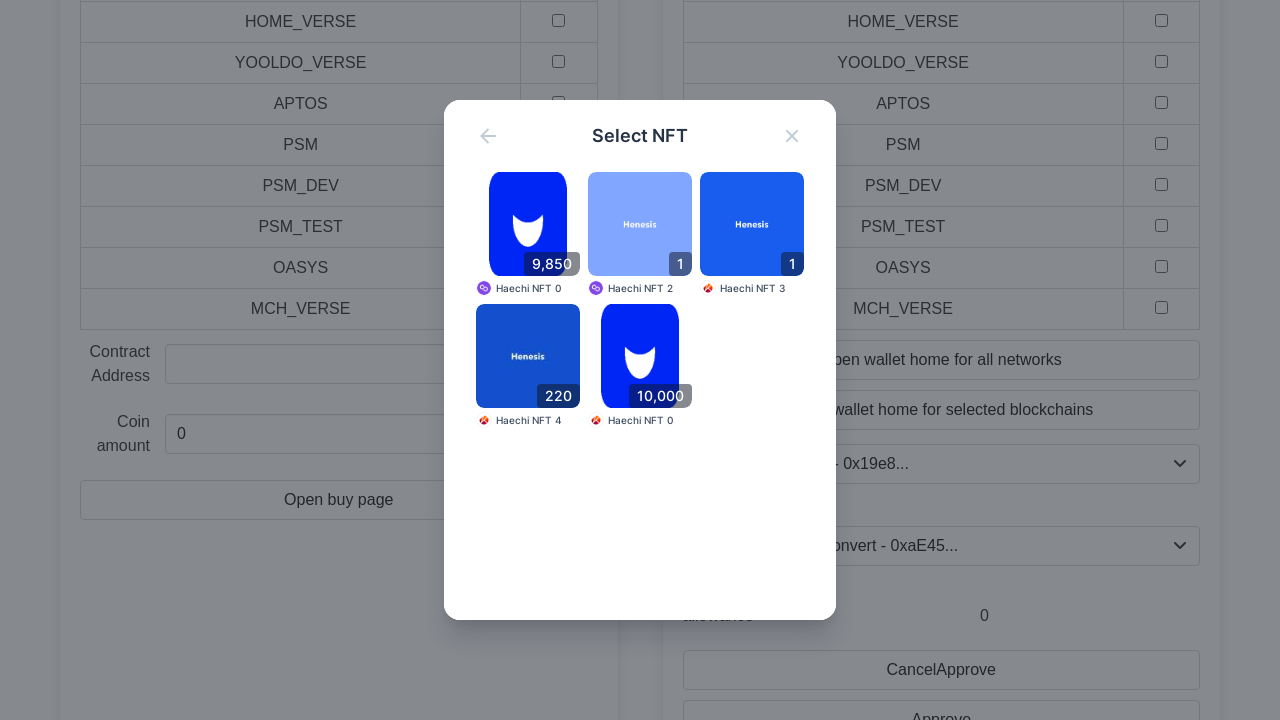 HOME_VERSE
HOME_VERSE
YOOLDO_VERSE
YOOLDO_VERSE
APTOS
APTOS
PSM
PSM
PSM_DEV
PSM_DEV
PSM_TEST
PSM_TEST
OASYS
OASYS
MCH_VERSE
MCH_VERSE
Contract
Address
Coin
amount
0
Open buy page
Select NFT
9,850
Henesis
1
Henesis
1
Haechi NFT 0
Haechi NFT 2
Haechi NFT 3
Henesis
220
10,000
Haechi NFT 4
Haechi NFT 0
wallet home for all networks
wallet home for selected blockchains
- 0x19e8...
- 0xaE45...
0
CancelApprove
Approve